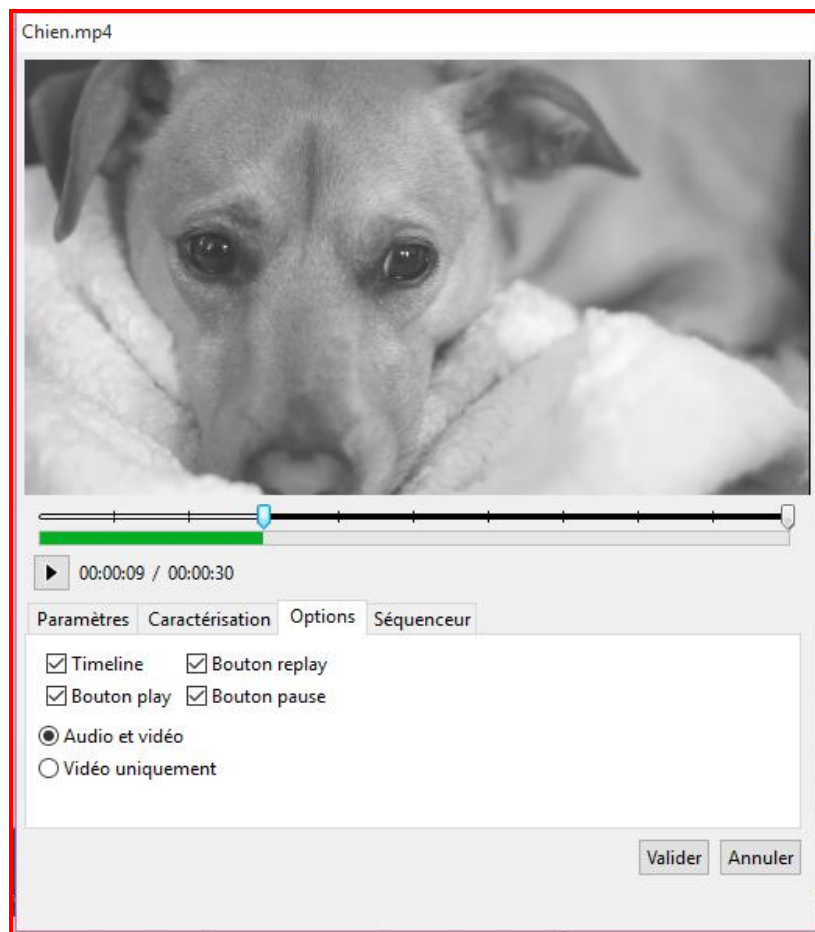 Chien.mp4
00:00:09 / 00:00:30
Paramètres Caractérisation Options Séquenceur
Timeline Bouton replay
Bouton play Bouton pause
Audio et vidéo
Vidéo uniquement
Valider Annuler